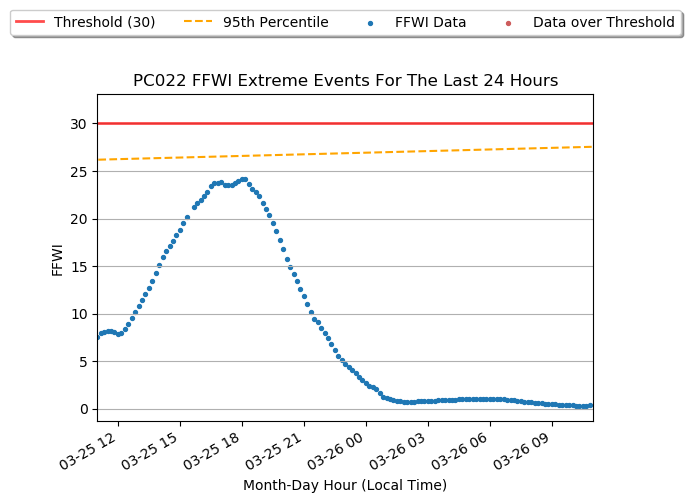 Threshold (30) 95th Percentile FFWI Data Data over Threshold
PC022 FFWI Extreme Events For The Last 24 Hours
30
25
20
15
10
5
0
FFWI
03-25 12 03-25 15 03-25 18 03-25 21 03-26 00 03-26 03 03-26 06 03-26 09
Month-Day Hour (Local Time)